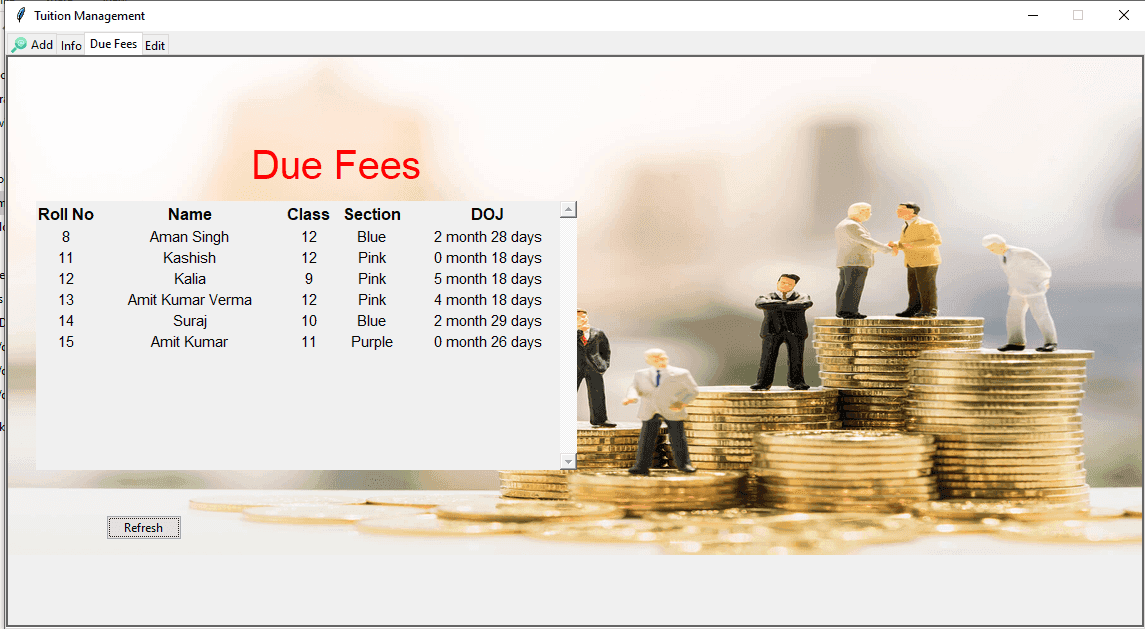 Tuition Management
Add Info Due Fees Edit
Due Fees
Roll No Name Class Section DOJ
8 Aman Singh 12 Blue 2 month 28 days
11 Kashish 12 Pink 0 month 18 days
12 Kalia 9 Pink 5 month 18 days
13 Amit Kumar Verma 12 Pink 4 month 18 days
14 Suraj 10 Blue 2 month 29 days
15 Amit Kumar 11 Purple 0 month 26 days
Refresh